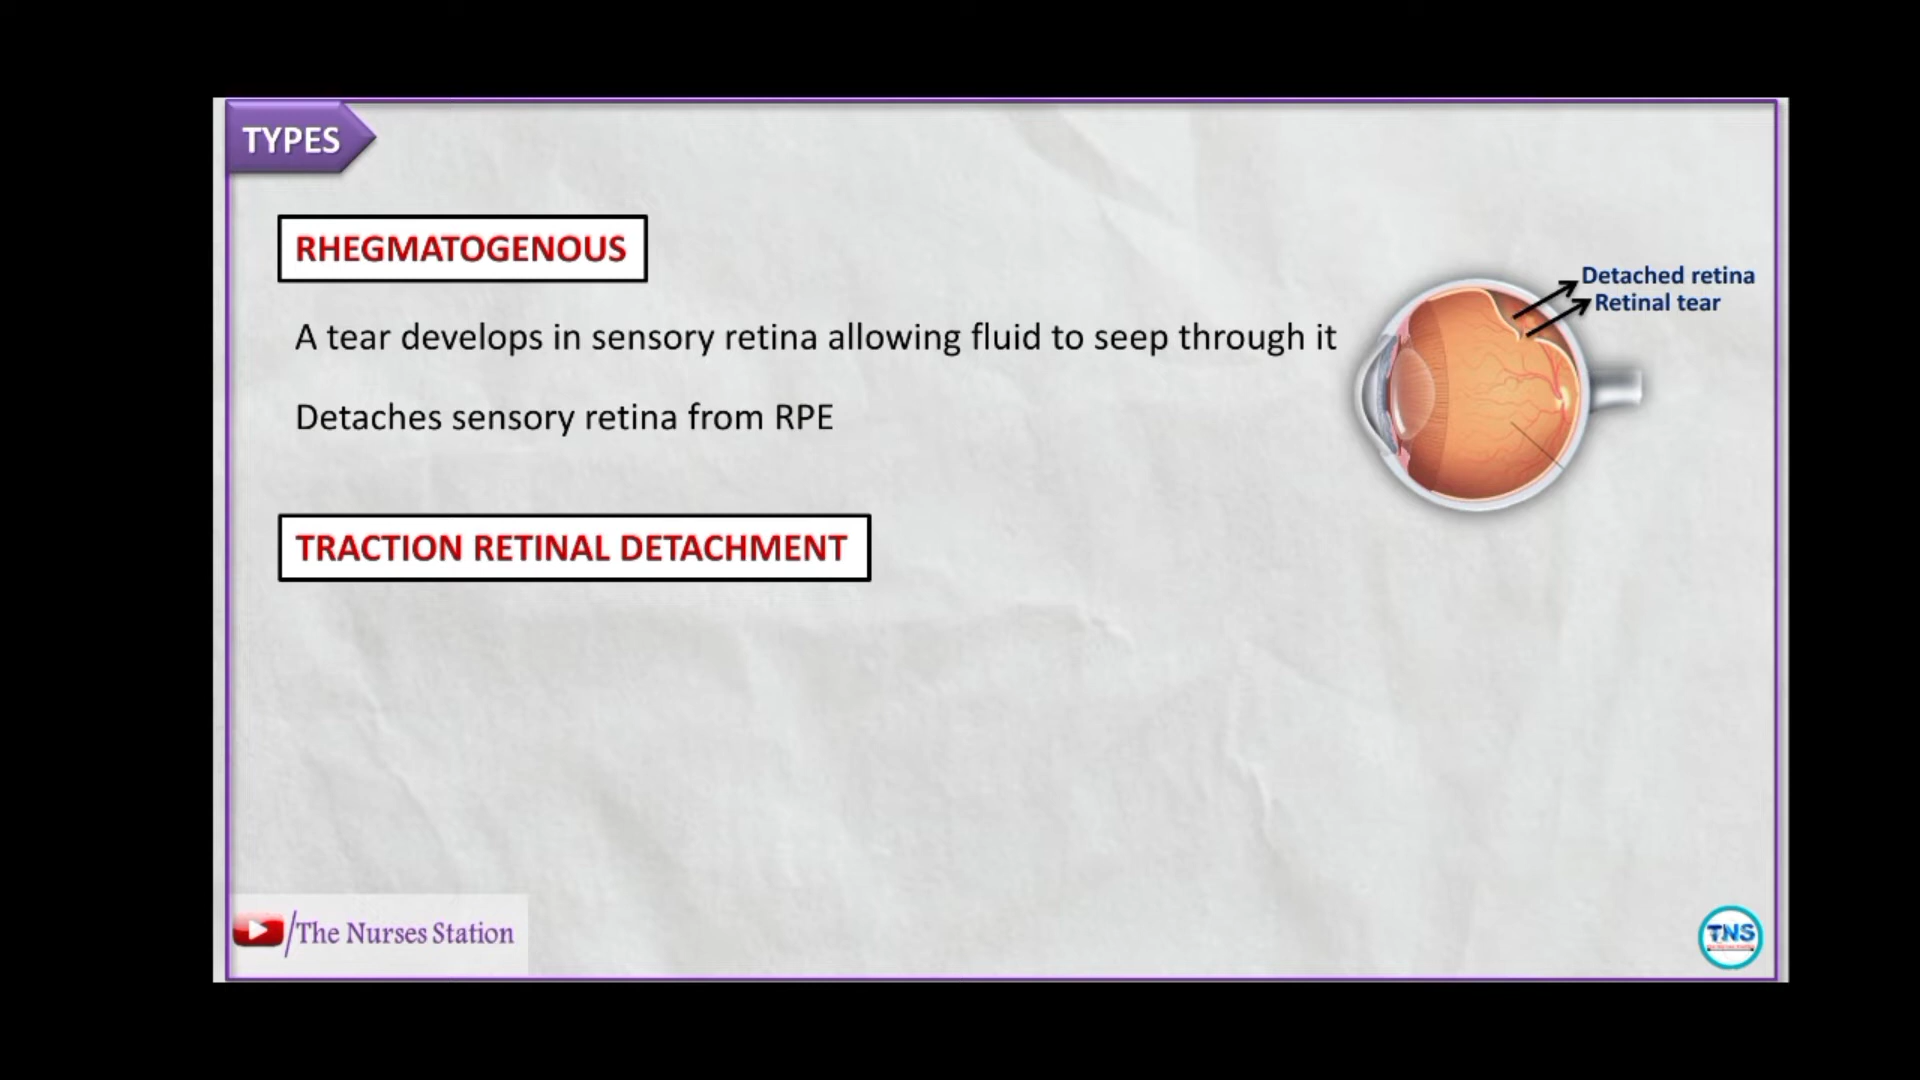 TYPES
RHEGMATOGENOUS
A tear develops in sensory retina allowing fluid to seep through it
Detaches sensory retina from RPE
Detached retina
Retinal tear
TRACTION RETINAL DETACHMENT
/The Nurses Station
TNS